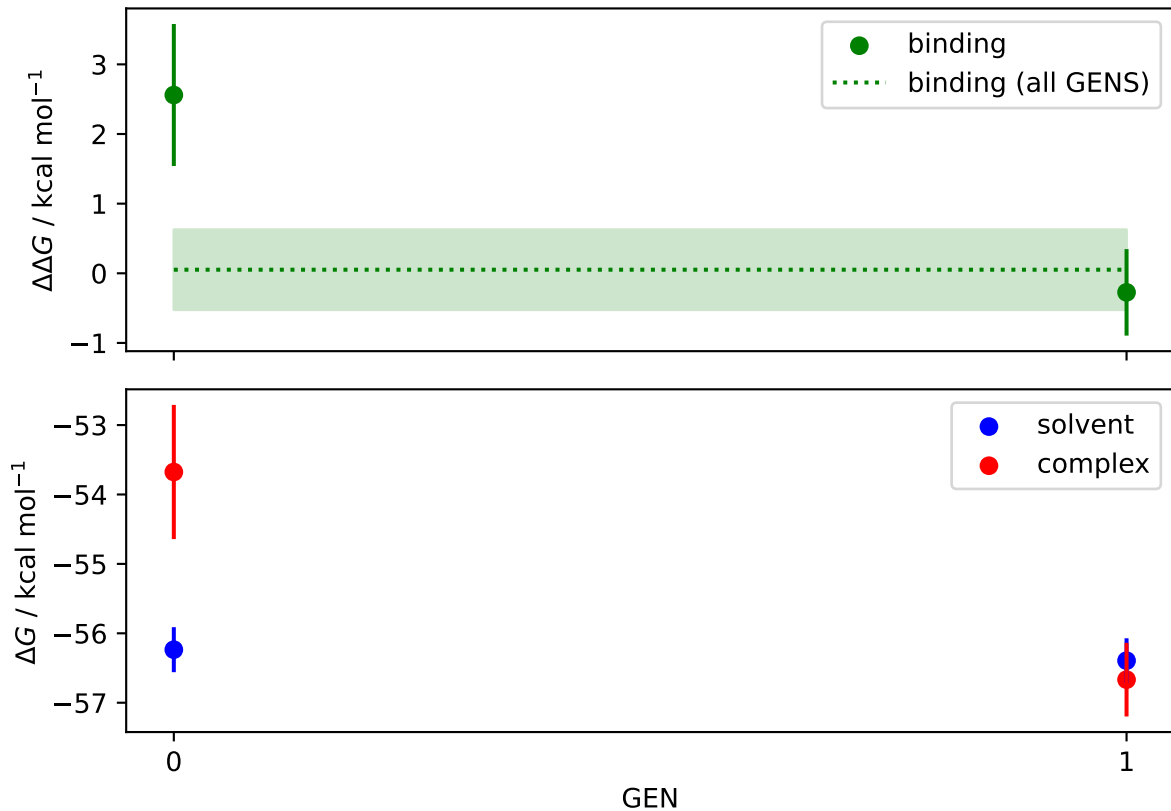 binding
binding (all GENS)
3
2
1
0
−1
ΔΔG / kcal mol⁻¹
solvent
complex
−53
−54
−55
−56
−57
ΔG / kcal mol⁻¹
0 1
GEN